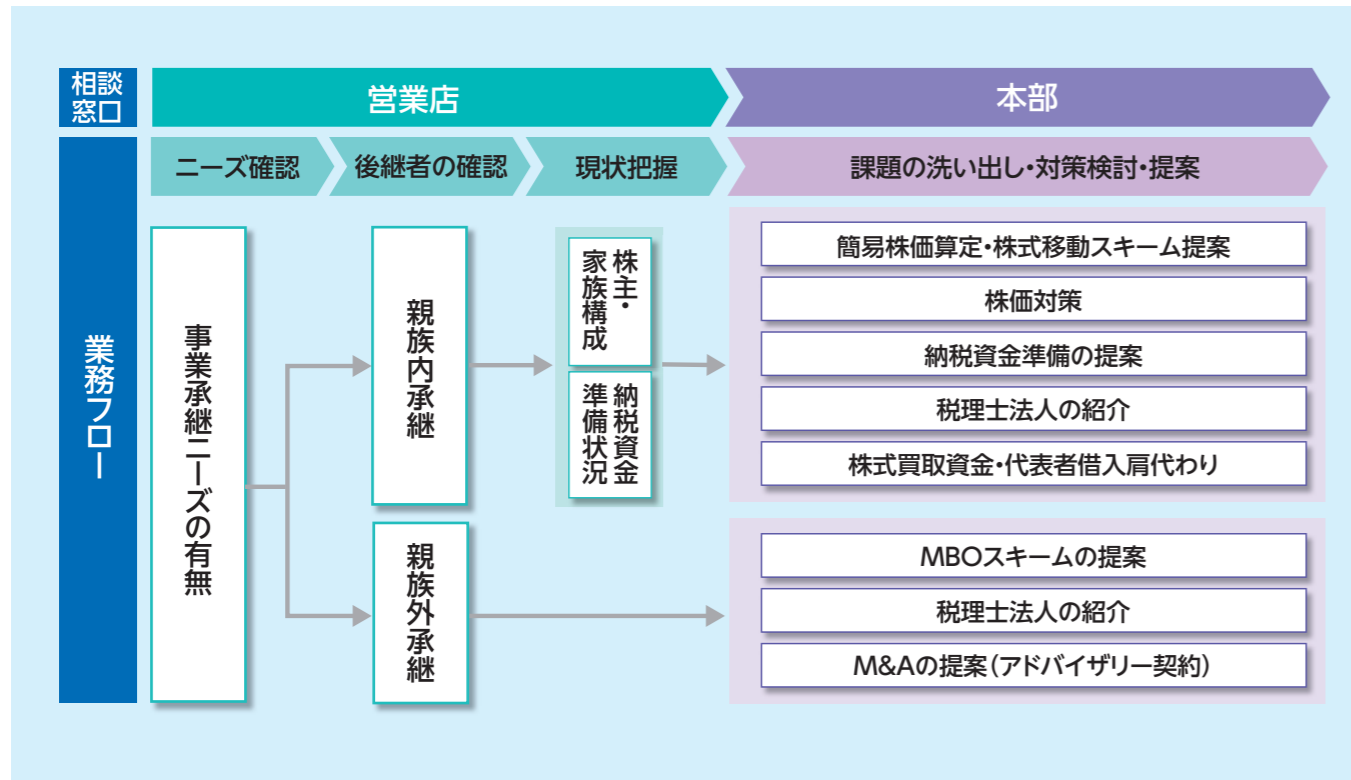 相談
窓口
営業店
本部
業務フロー
ニーズ確認
後継者の確認
現状把握
課題の洗い出し・対策検討・提案
事業承継ニーズの有無
親族内承継
株主・
家族構成
納税資金
準備状況
簡易株価算定・株式移動スキーム提案
株価対策
納税資金準備の提案
税理士法人の紹介
株式買取資金・代表者借入肩代わり
親族外承継
MBOスキームの提案
税理士法人の紹介
M&Aの提案（アドバイザリー契約）